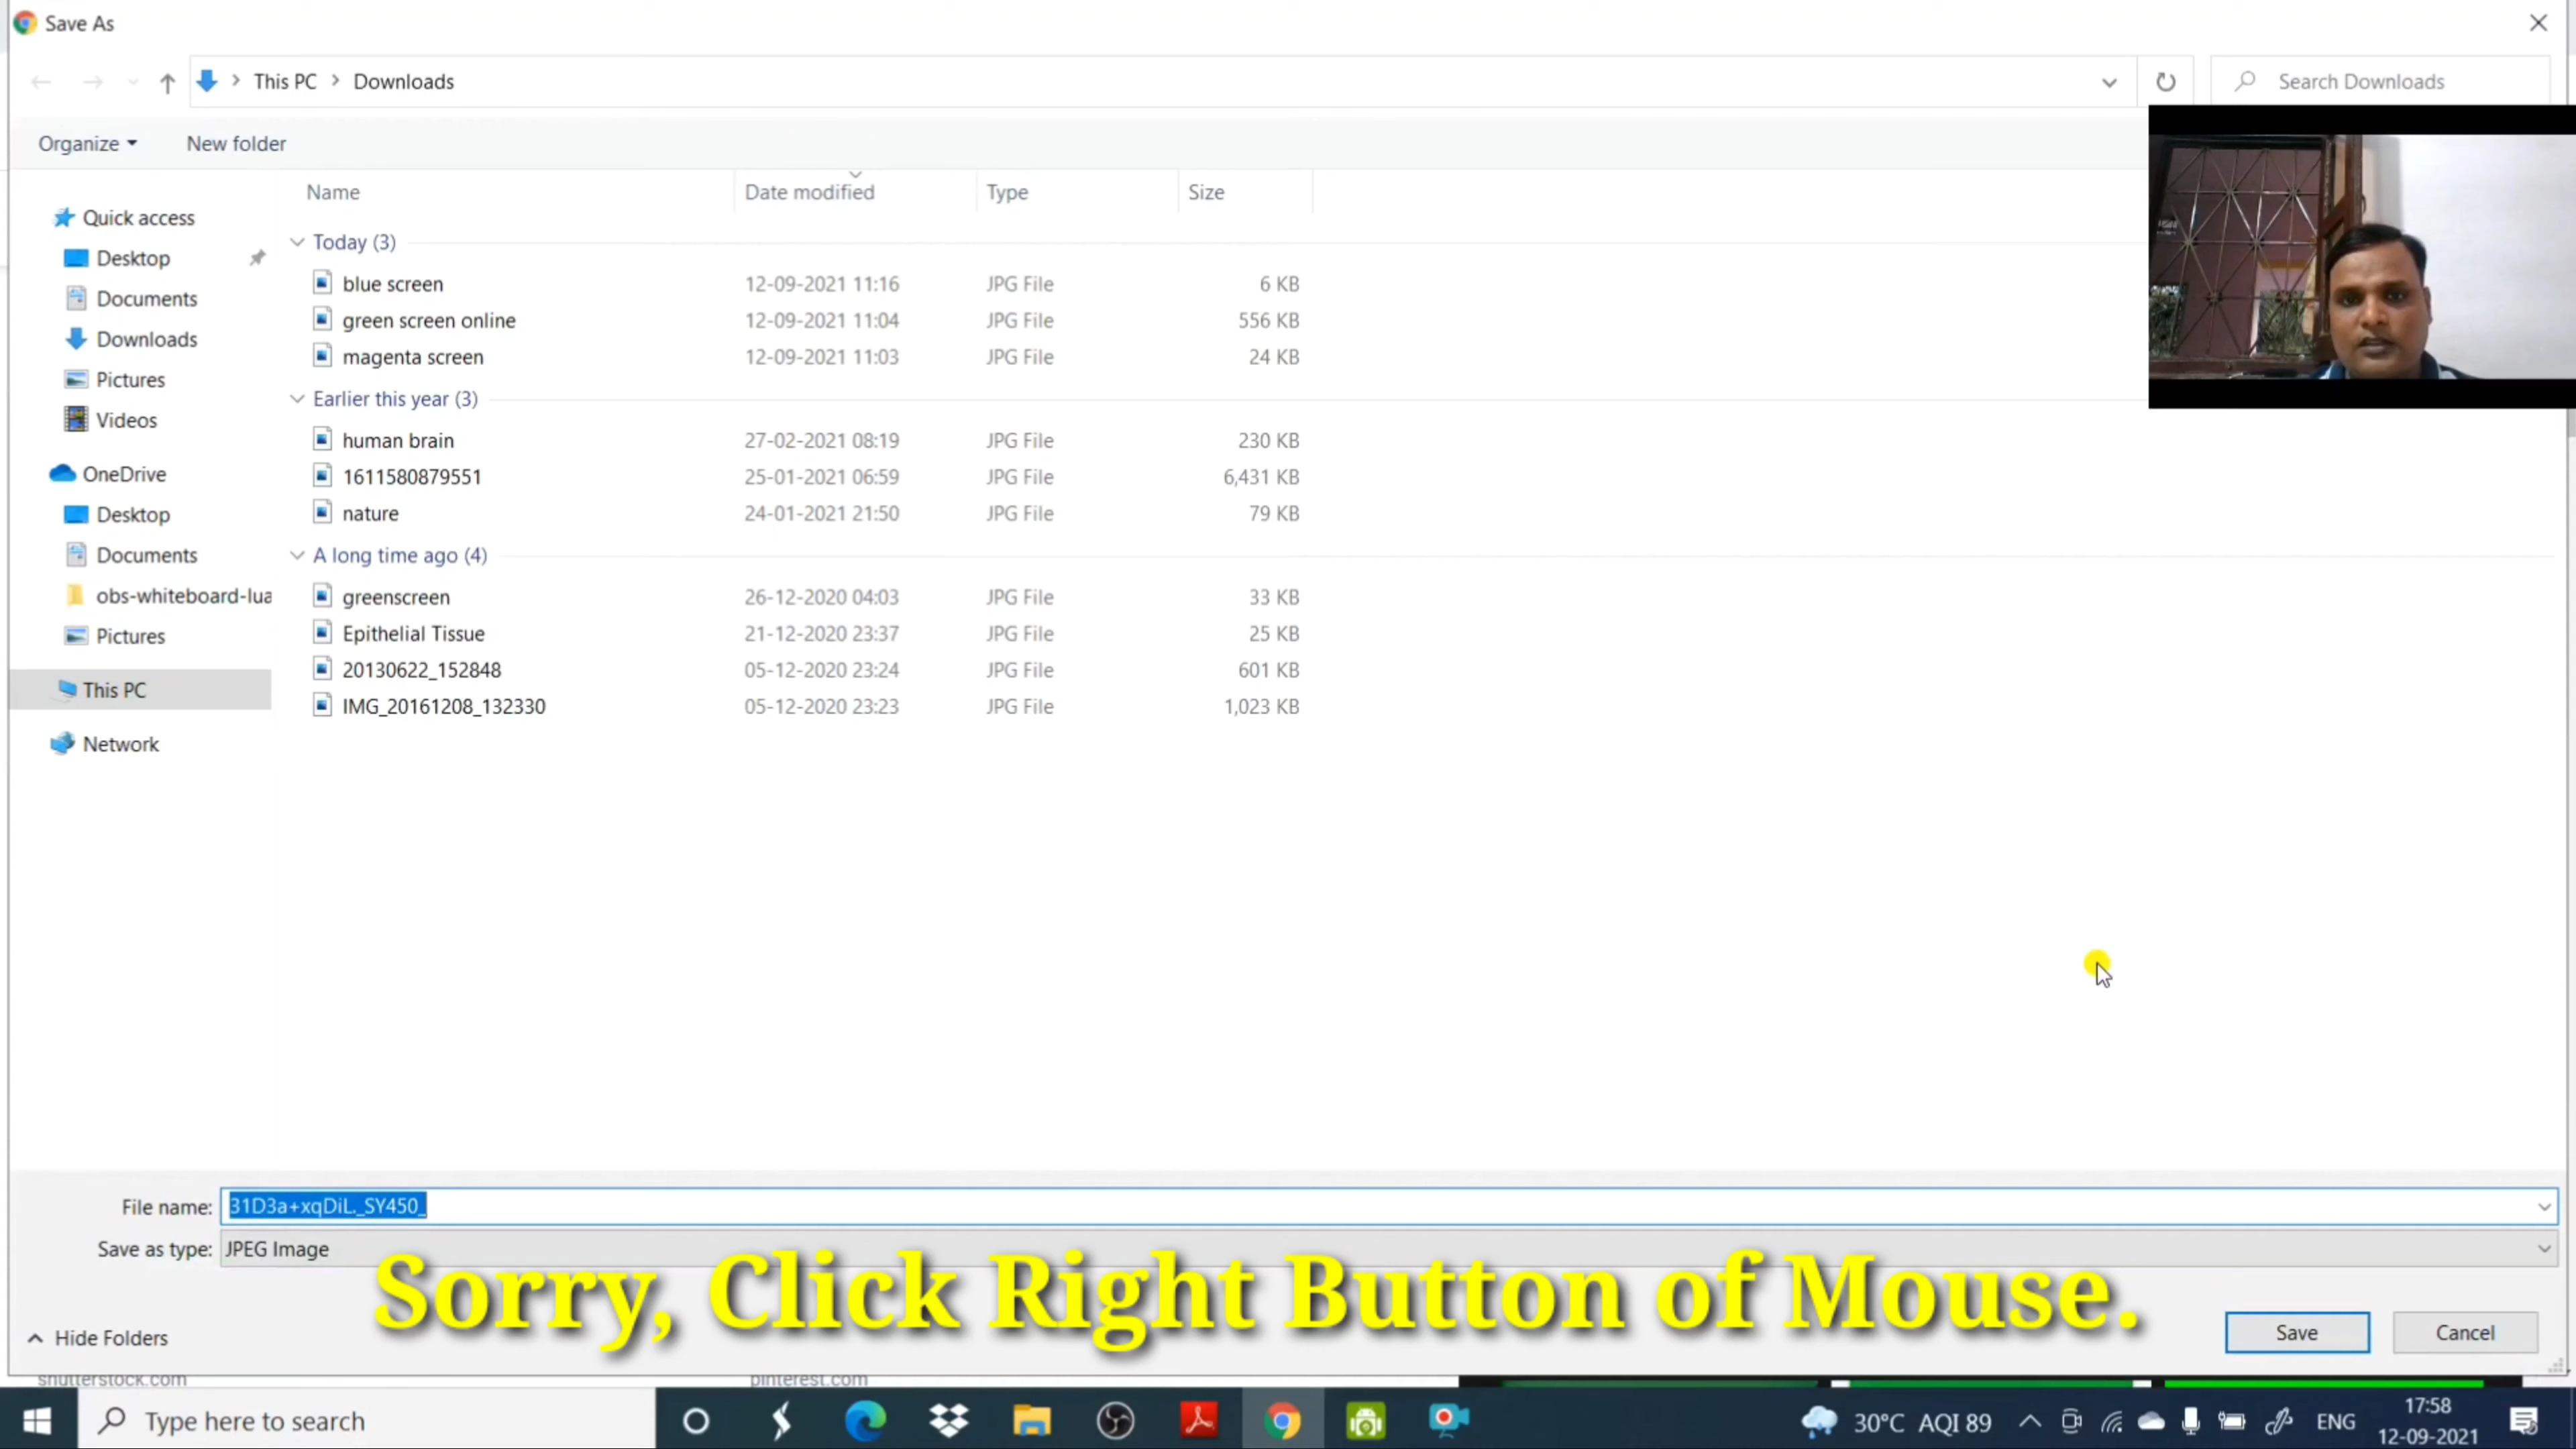 Save As
This PC > Downloads
Search Downloads
Organize
New folder
Name Date modified Type Size
Quick access
Desktop
Documents
Downloads
Pictures
Videos
OneDrive
Desktop
Documents
obs-whiteboard-lua
Pictures
This PC
Network
Today (3)
blue screen 12-09-2021 11:16 JPG File 6 KB
green screen online 12-09-2021 11:04 JPG File 556 KB
magenta screen 12-09-2021 11:03 JPG File 24 KB
Earlier this year (3)
human brain 27-02-2021 08:19 JPG File 230 KB
1611580879551 25-01-2021 06:59 JPG File 6,431 KB
nature 24-01-2021 21:50 JPG File 79 KB
A long time ago (4)
greenscreen 26-12-2020 04:03 JPG File 33 KB
Epithelial Tissue 21-12-2020 23:37 JPG File 25 KB
20130622_152848 05-12-2020 23:24 JPG File 601 KB
IMG_20161208_132330 05-12-2020 23:23 JPG File 1,023 KB
File name: 31D3a+xqDiL._SY450_
Save as type: JPEG Image
Sorry, Click Right Button of Mouse.
Hide Folders
Save
Cancel
shutterstock.com
pinterest.com
Type here to search
30°C AQI 89
ENG
17:58
12-09-2021